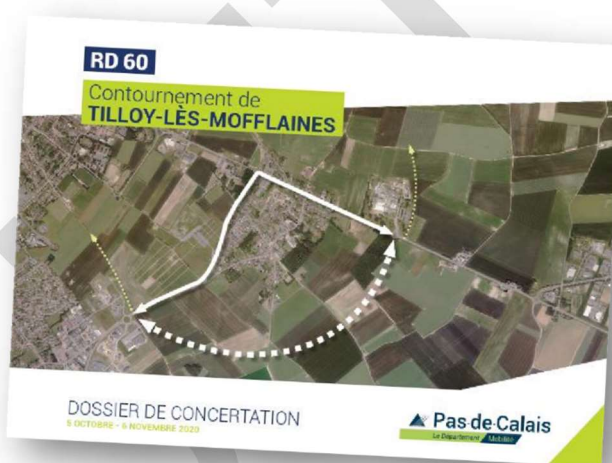 RD 60
Contournement de
TILLOY-LÈS-MOFFLAINES
DOSSIER DE CONCERTATION
5 OCTOBRE - 6 NOVEMBRE 2020
Pas-de-Calais
Le Département Mobilité